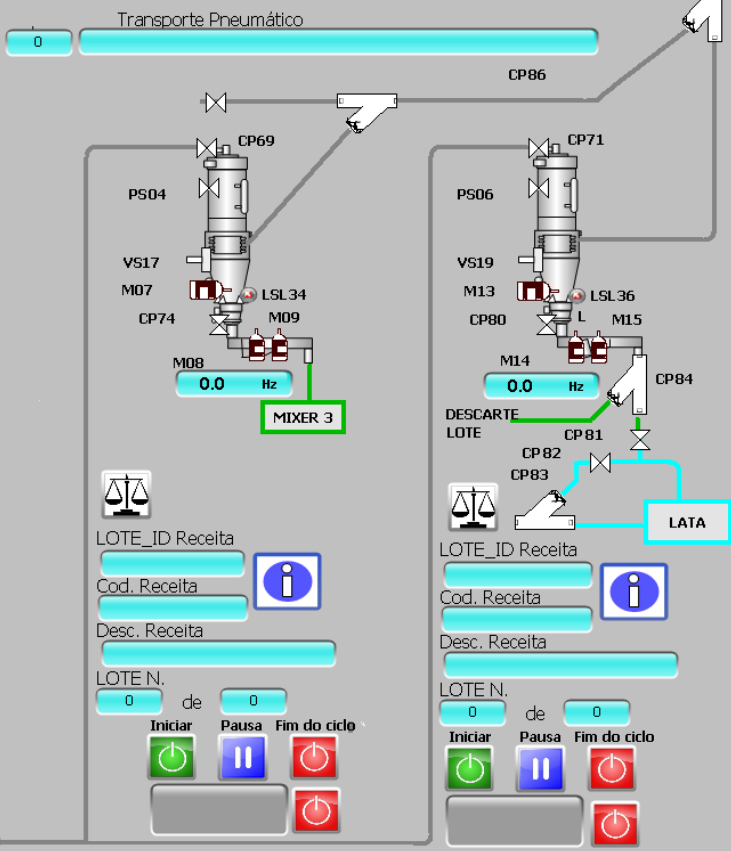 Transporte Pneumático
0
CP86
CP69
CP71
PS04
PS06
VS17
VS19
M07
LSL34
M13
LSL36
CP74
M09
CP80
L
M15
M08
M14
CP84
0.0 Hz
0.0 Hz
MIXER 3
DESCARTE
LOTE
CP81
CP82
CP83
LATA
LOTE_ID Receita
Cod. Receita
Desc. Receita
LOTE N.
0 de 0
Iniciar Pausa Fim do ciclo
LOTE_ID Receita
Cod. Receita
Desc. Receita
LOTE N.
0 de 0
Iniciar Pausa Fim do ciclo